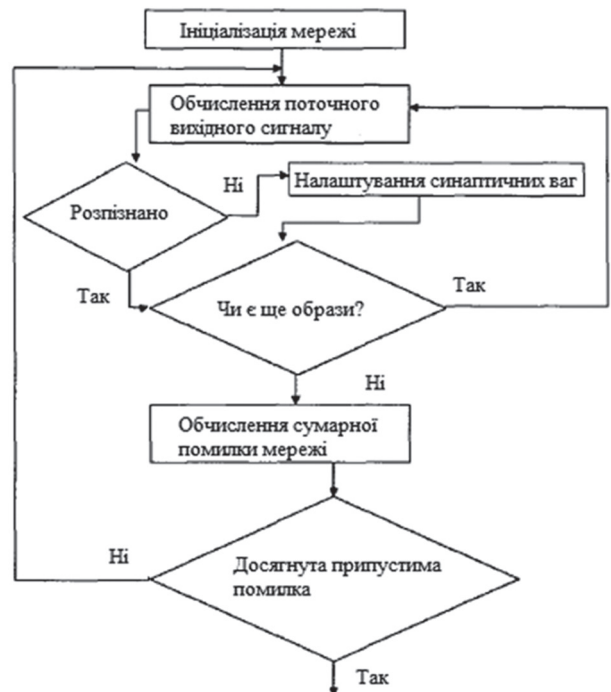 Ініціалізація мережі
Обчислення поточного
вихідного сигналу
Ні
Налаштування синаптичних ваг
Розпізнано
Так
Чи є ще образи?
Так
Ні
Обчислення сумарної
помилки мережі
Ні
Досягнута припустима
помилка
Так